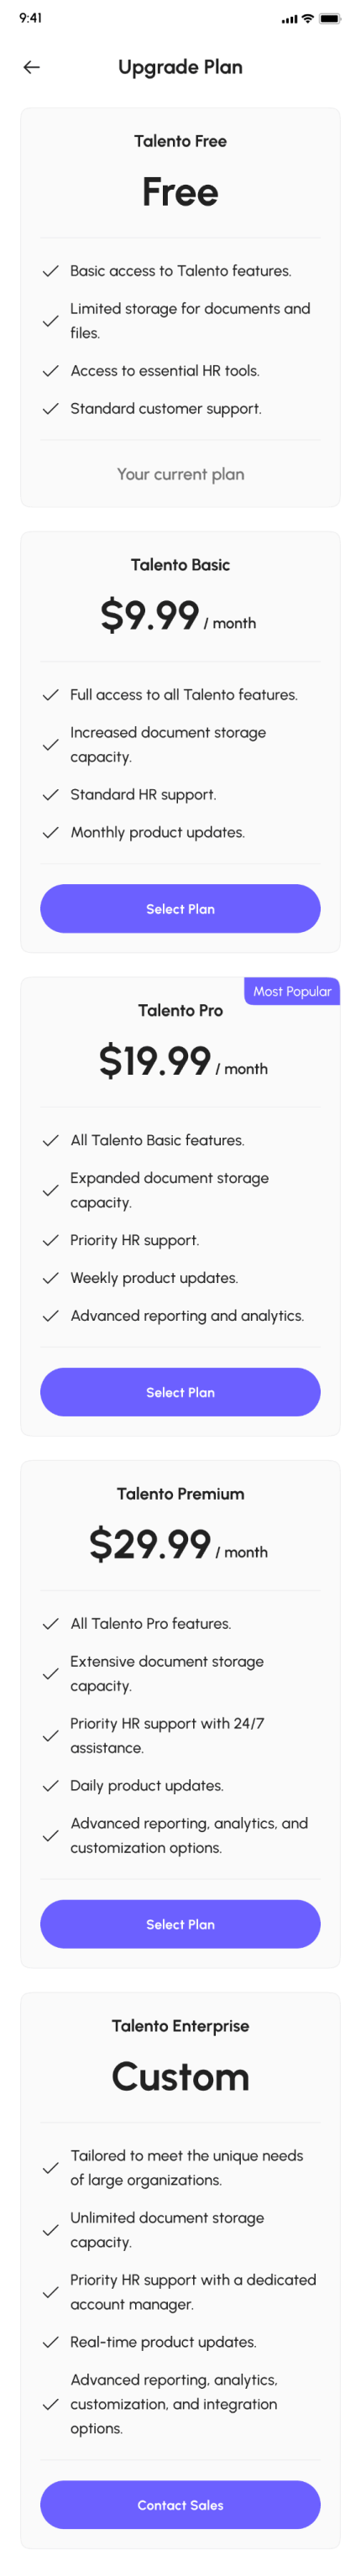 9:41
Upgrade Plan
Talento Free
Free
Basic access to Talento features.
Limited storage for documents and
files.
Access to essential HR tools.
Standard customer support.
Your current plan
Talento Basic
$9.99 / month
Full access to all Talento features.
Increased document storage
capacity.
Standard HR support.
Monthly product updates.
Select Plan
Most Popular
Talento Pro
$19.99 / month
All Talento Basic features.
Expanded document storage
capacity.
Priority HR support.
Weekly product updates.
Advanced reporting and analytics.
Select Plan
Talento Premium
$29.99 / month
All Talento Pro features.
Extensive document storage
capacity.
Priority HR support with 24/7
assistance.
Daily product updates.
Advanced reporting, analytics, and
customization options.
Select Plan
Talento Enterprise
Custom
Tailored to meet the unique needs
of large organizations.
Unlimited document storage
capacity.
Priority HR support with a dedicated
account manager.
Real-time product updates.
Advanced reporting, analytics,
customization, and integration
options.
Contact Sales